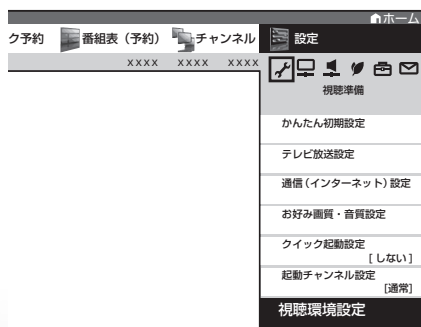 ホーム
ク予約 番組表（予約） チャンネル 設定
xxxx xxxx xxxx
視聴準備
かんたん初期設定
テレビ放送設定
通信（インターネット）設定
お好み画質・音質設定
クイック起動設定
［しない］
起動チャンネル設定
［通常］
視聴環境設定